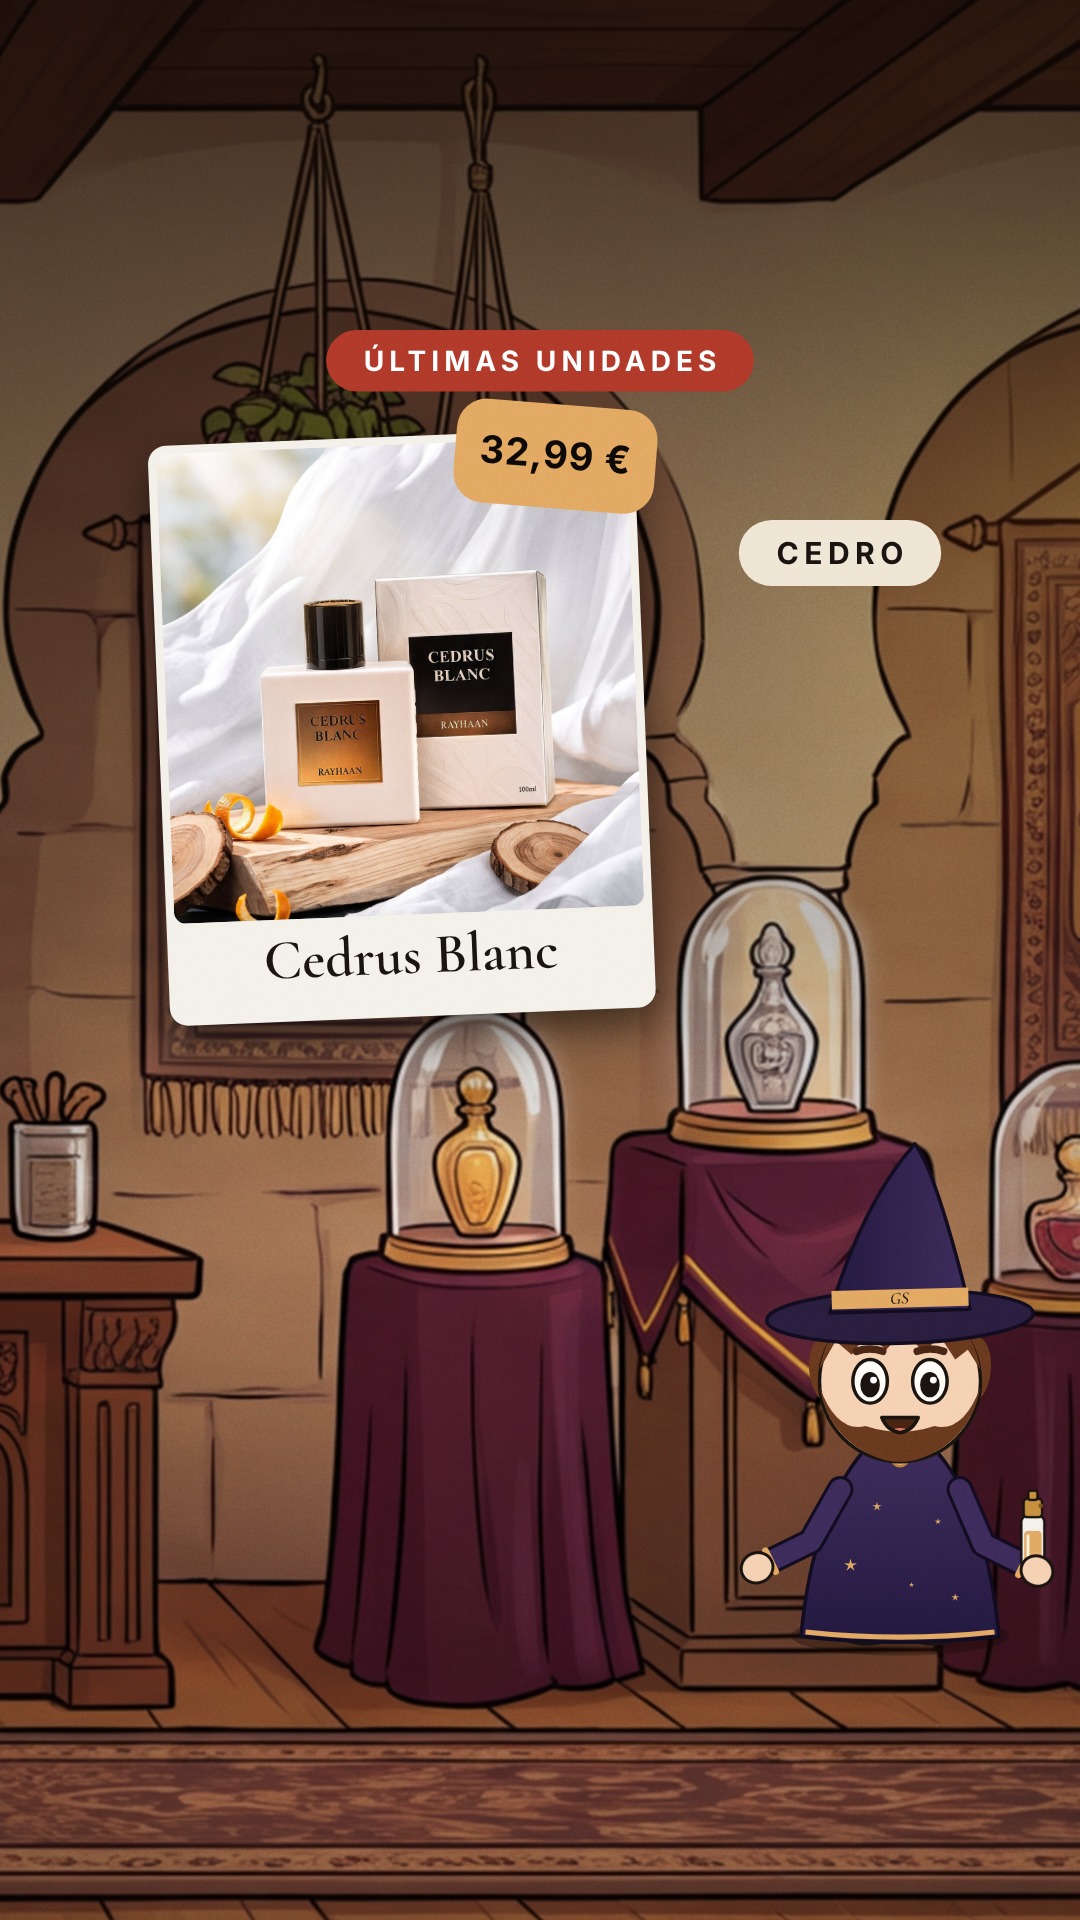 ÚLTIMAS UNIDADES
32,99 €
CEDRO
CEDRUS
BLANC
RAYHAAN
100ml
CEDRUS
BLANC
RAYHAAN
Cedrus Blanc
GS